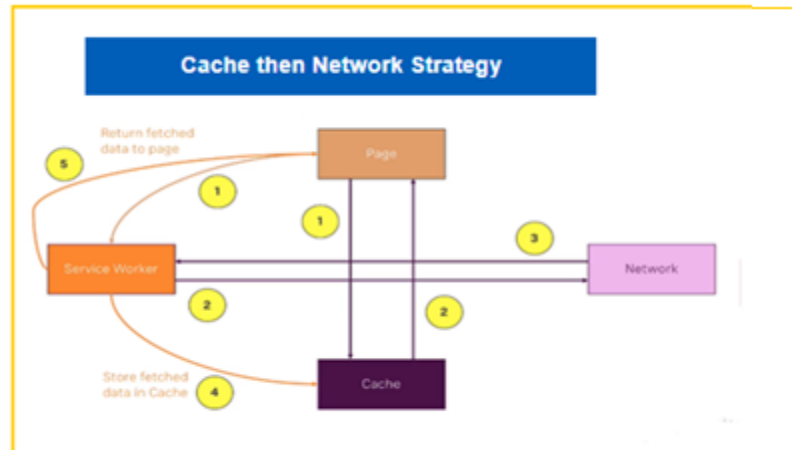 Cache then Network Strategy
Return fetched
data to page
Page
5
1
1
3
Service Worker
Network
2
2
Store fetched
data in Cache
4
Cache